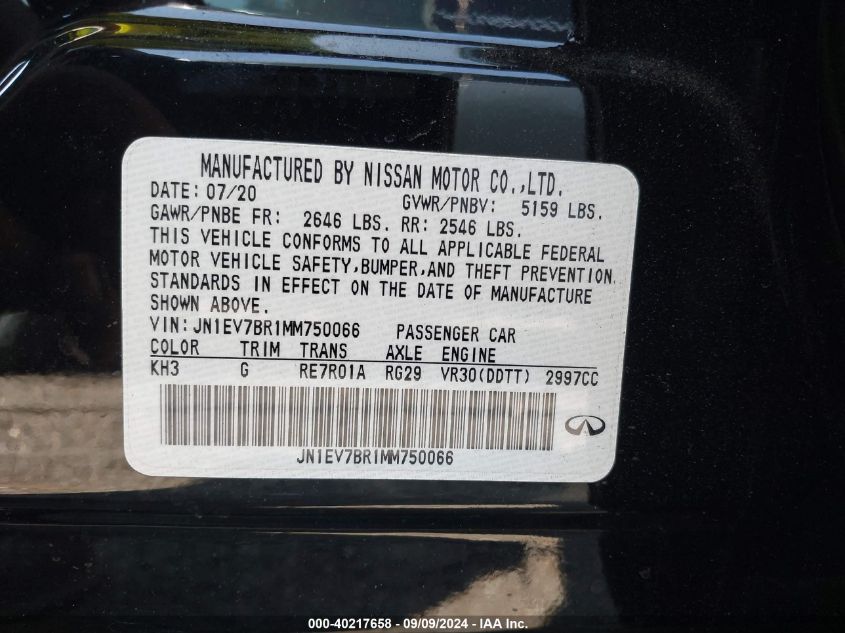 MANUFACTURED BY NISSAN MOTOR CO.,LTD.
DATE: 07/20 GVWR/PNBV: 5159 LBS.
GAWR/PNBE FR: 2646 LBS. RR: 2546 LBS.
THIS VEHICLE CONFORMS TO ALL APPLICABLE FEDERAL
MOTOR VEHICLE SAFETY,BUMPER,AND THEFT PREVENTION
STANDARDS IN EFFECT ON THE DATE OF MANUFACTURE
SHOWN ABOVE.
VIN: JN1EV7BR1MM750066 PASSENGER CAR
COLOR TRIM TRANS AXLE ENGINE
KH3 G RE7R01A RG29 VR30(DDTT) 2997CC
JN1EV7BR1MM750066
000-40217658 - 09/09/2024 - IAA Inc.